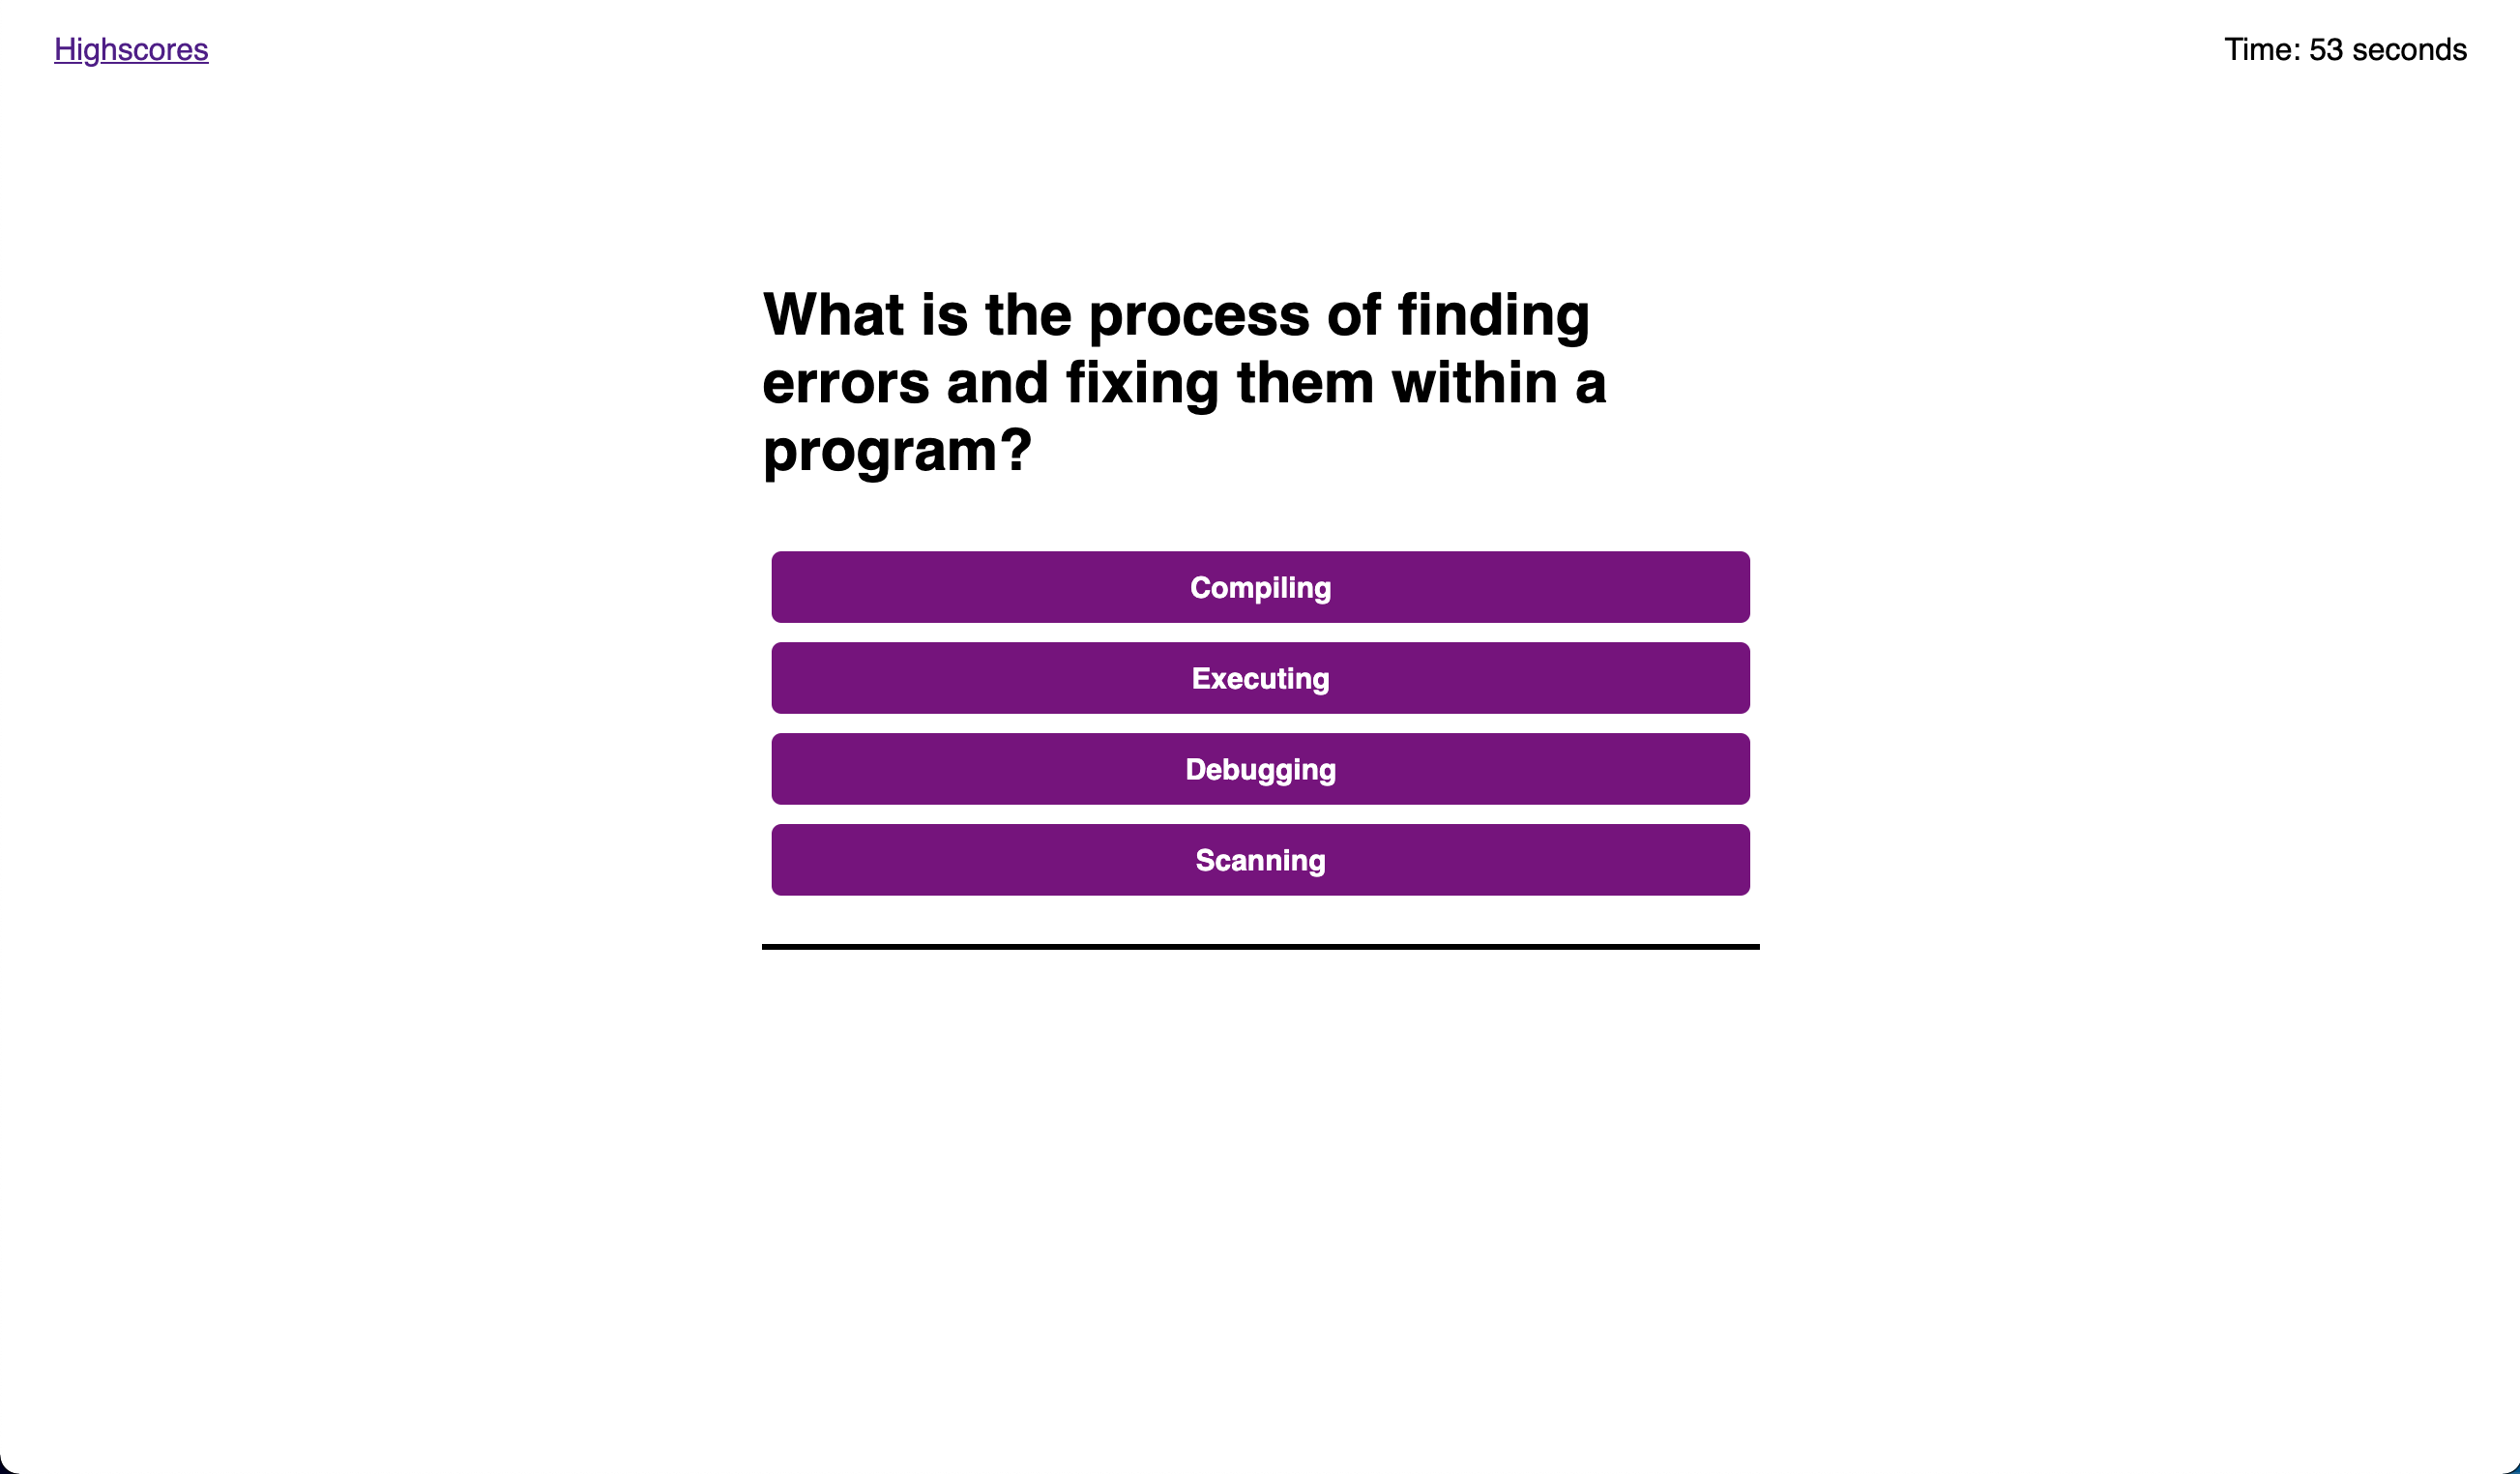 Highscores
Time: 53 seconds
What is the process of finding
errors and fixing them within a
program?
Compiling
Executing
Debugging
Scanning